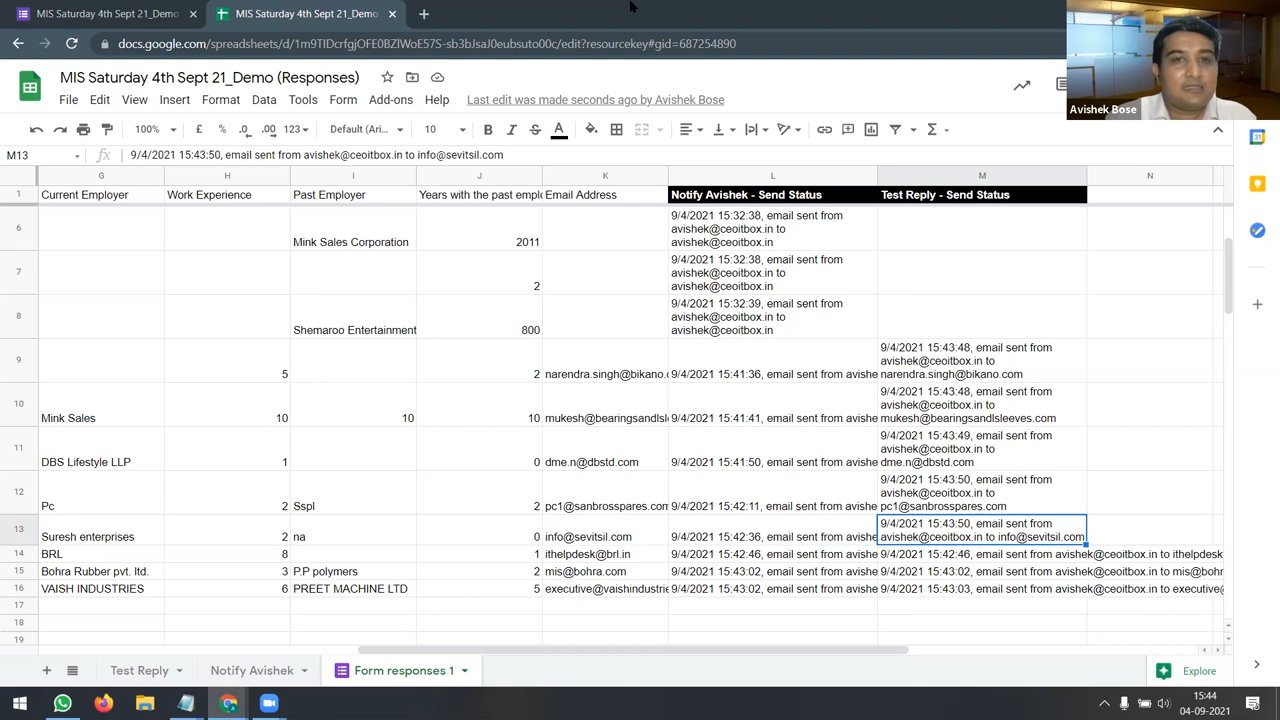 MIS Saturday 4th Sept 21_Demo
MIS Saturday 4th Sept 21_Demo (R
docs.google.com/spreadsheets/d/1m9TIDcrfgjOFE0BZlWoE57S-sb3bJsaJ0eubsuto00c/edit?resourcekey#gid=687254890
MIS Saturday 4th Sept 21_Demo (Responses)
File Edit View Insert Format Data Tools Form Add-ons Help Last edit was made seconds ago by Avishek Bose
Avishek Bose
100% £ % .0 .00 123 Default (Ari... 10 B I S A Σ
M13 fx 9/4/2021 15:43:50, email sent from avishek@ceoitbox.in to info@sevitsil.com
G H I J K L M N
1 Current Employer Work Experience Past Employer Years with the past emplo Email Address Notify Avishek - Send Status Test Reply - Send Status
9/4/2021 15:32:38, email sent from
avishek@ceoitbox.in to
6 Mink Sales Corporation 2011 avishek@ceoitbox.in
9/4/2021 15:32:38, email sent from
avishek@ceoitbox.in to
7 2 avishek@ceoitbox.in
9/4/2021 15:32:39, email sent from
avishek@ceoitbox.in to
8 Shemaroo Entertainment 800 avishek@ceoitbox.in
9/4/2021 15:43:48, email sent from
avishek@ceoitbox.in to
9 5 2 narendra.singh@bikano.c 9/4/2021 15:41:36, email sent from avishe narendra.singh@bikano.com
9/4/2021 15:43:48, email sent from
avishek@ceoitbox.in to
10 Mink Sales 10 10 10 mukesh@bearingsandlsl 9/4/2021 15:41:41, email sent from avishe mukesh@bearingsandlsleeves.com
9/4/2021 15:43:49, email sent from
avishek@ceoitbox.in to
11 DBS Lifestyle LLP 1 0 dme.n@dbstd.com 9/4/2021 15:41:50, email sent from avishe dme.n@dbstd.com
9/4/2021 15:43:50, email sent from
avishek@ceoitbox.in to
12 Pc 2 Sspl 2 pc1@sanbrosspares.com 9/4/2021 15:42:11, email sent from avishe pc1@sanbrosspares.com
9/4/2021 15:43:50, email sent from
13 Suresh enterprises 2 na 0 info@sevitsil.com 9/4/2021 15:42:36, email sent from avishe avishek@ceoitbox.in to info@sevitsil.com
14 BRL 8 1 ithelpdesk@brl.in 9/4/2021 15:42:46, email sent from avishe 9/4/2021 15:42:46, email sent from avishek@ceoitbox.in to ithelpdesk
15 Bohra Rubber pvt. ltd. 3 P.P polymers 2 mis@bohra.com 9/4/2021 15:43:02, email sent from avishe 9/4/2021 15:43:02, email sent from avishek@ceoitbox.in to mis@bohr
16 VAISH INDUSTRIES 6 PREET MACHINE LTD 5 executive@vaishindustrie 9/4/2021 15:43:02, email sent from avishe 9/4/2021 15:43:03, email sent from avishek@ceoitbox.in to executive@
17
18
19
Test Reply Notify Avishek Form responses 1 Explore
15:44
04-09-2021